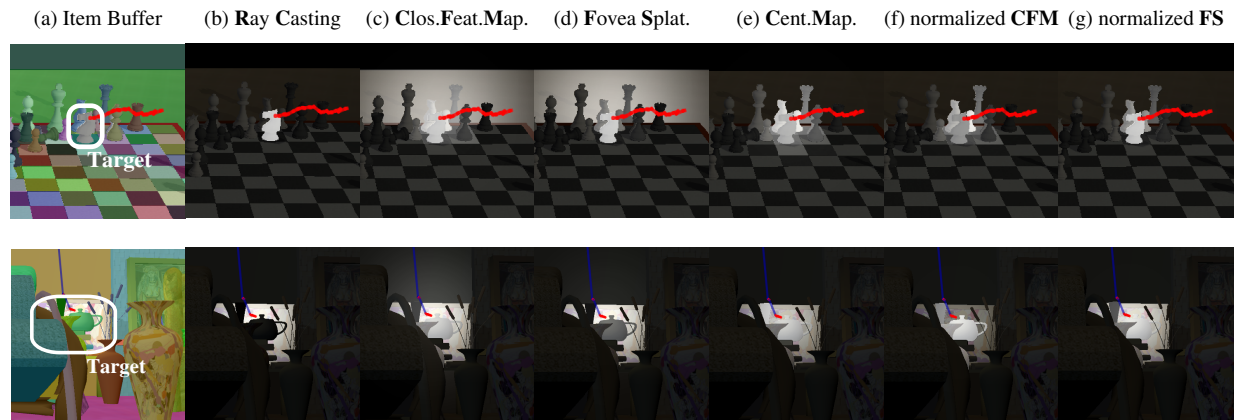 (a) Item Buffer
(b) Ray Casting
(c) Clos.Feat.Map.
(d) Fovea Splat.
(e) Cent.Map.
(f) normalized CFM
(g) normalized FS
Target
Target